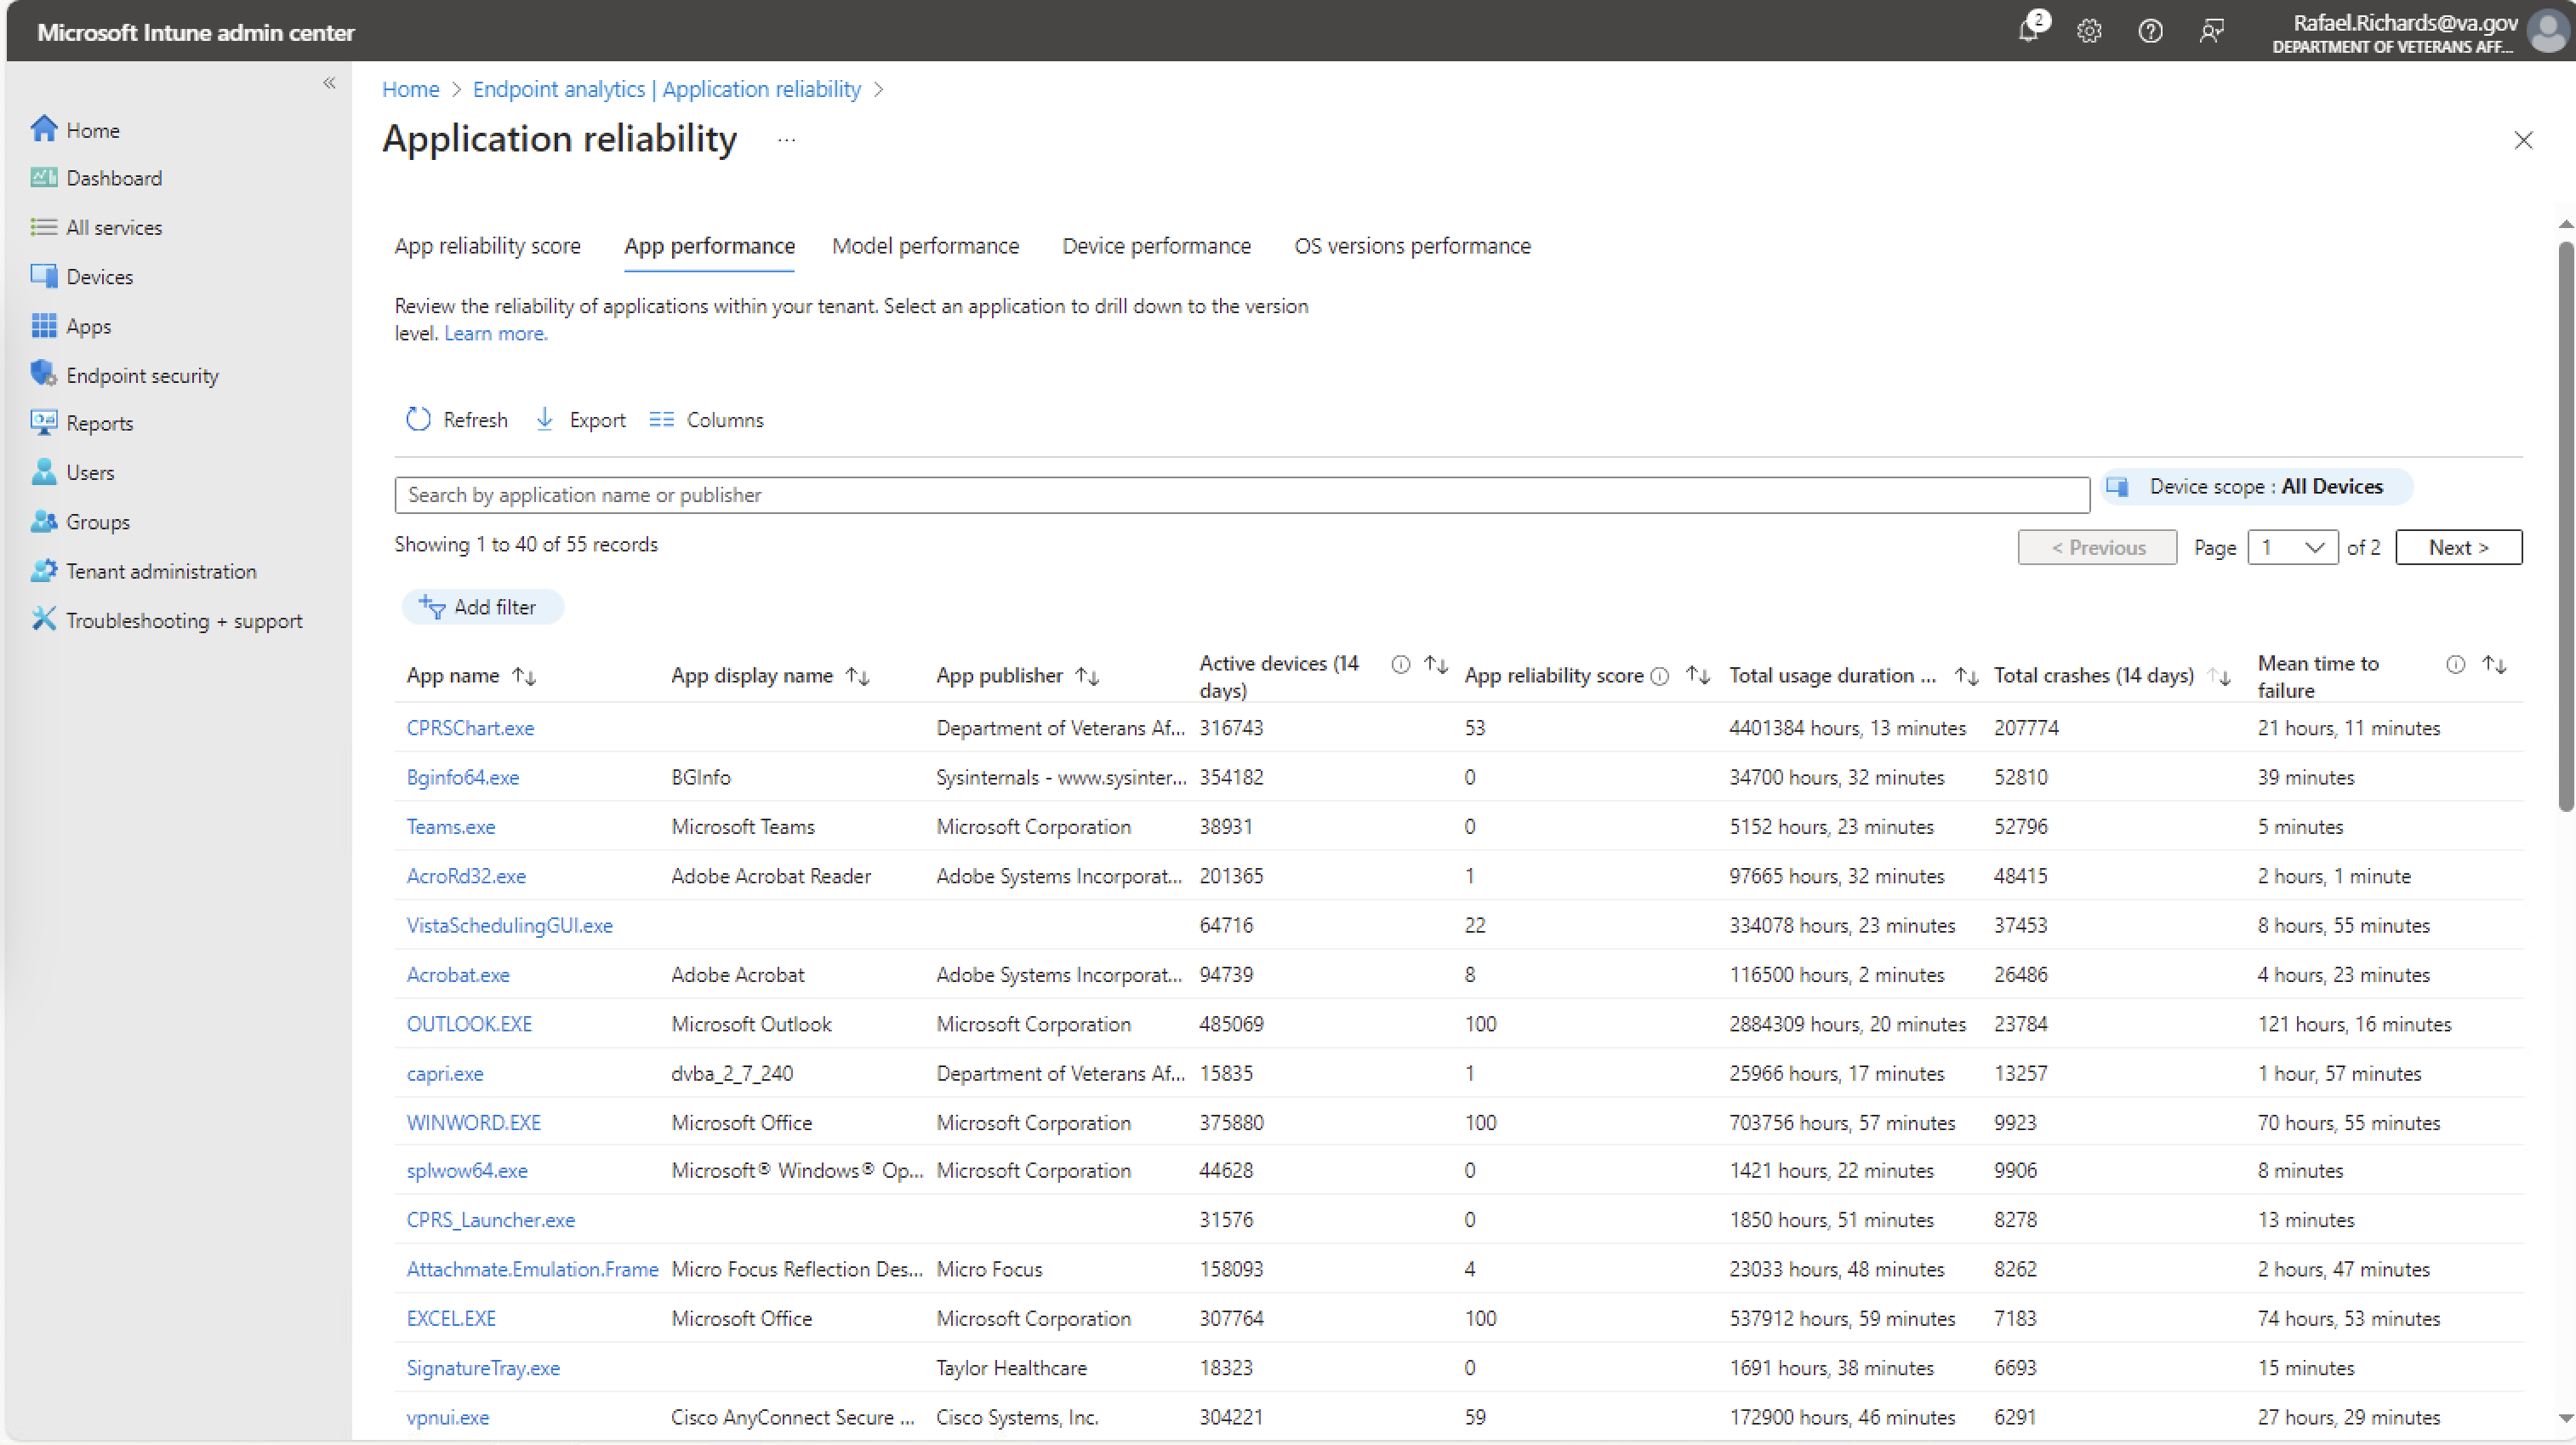 Microsoft Intune admin center
2
Rafael.Richards@va.gov
DEPARTMENT OF VETERANS AFF...
Home
Dashboard
All services
Devices
Apps
Endpoint security
Reports
Users
Groups
Tenant administration
Troubleshooting + support
Home > Endpoint analytics | Application reliability >
Application reliability ...
App reliability score App performance Model performance Device performance OS versions performance
Review the reliability of applications within your tenant. Select an application to drill down to the version
level. Learn more.
Refresh Export Columns
Search by application name or publisher
Device scope : All Devices
Showing 1 to 40 of 55 records
< Previous Page 1 of 2 Next >
Add filter
App name App display name App publisher Active devices (14 days) App reliability score Total usage duration ... Total crashes (14 days) Mean time to failure
CPRSChart.exe Department of Veterans Af... 316743 53 4401384 hours, 13 minutes 207774 21 hours, 11 minutes
Bginfo64.exe BGInfo Sysinternals - www.sysinter... 354182 0 34700 hours, 32 minutes 52810 39 minutes
Teams.exe Microsoft Teams Microsoft Corporation 38931 0 5152 hours, 23 minutes 52796 5 minutes
AcroRd32.exe Adobe Acrobat Reader Adobe Systems Incorporat... 201365 1 97665 hours, 32 minutes 48415 2 hours, 1 minute
VistaSchedulingGUI.exe 64716 22 334078 hours, 23 minutes 37453 8 hours, 55 minutes
Acrobat.exe Adobe Acrobat Adobe Systems Incorporat... 94739 8 116500 hours, 2 minutes 26486 4 hours, 23 minutes
OUTLOOK.EXE Microsoft Outlook Microsoft Corporation 485069 100 2884309 hours, 20 minutes 23784 121 hours, 16 minutes
capri.exe dvba_2_7_240 Department of Veterans Af... 15835 1 25966 hours, 17 minutes 13257 1 hour, 57 minutes
WINWORD.EXE Microsoft Office Microsoft Corporation 375880 100 703756 hours, 57 minutes 9923 70 hours, 55 minutes
splwow64.exe Microsoft® Windows® Op... Microsoft Corporation 44628 0 1421 hours, 22 minutes 9906 8 minutes
CPRS_Launcher.exe 31576 0 1850 hours, 51 minutes 8278 13 minutes
Attachmate.Emulation.Frame Micro Focus Reflection Des... Micro Focus 158093 4 23033 hours, 48 minutes 8262 2 hours, 47 minutes
EXCEL.EXE Microsoft Office Microsoft Corporation 307764 100 537912 hours, 59 minutes 7183 74 hours, 53 minutes
SignatureTray.exe Taylor Healthcare 18323 0 1691 hours, 38 minutes 6693 15 minutes
vpnui.exe Cisco AnyConnect Secure ... Cisco Systems, Inc. 304221 59 172900 hours, 46 minutes 6291 27 hours, 29 minutes